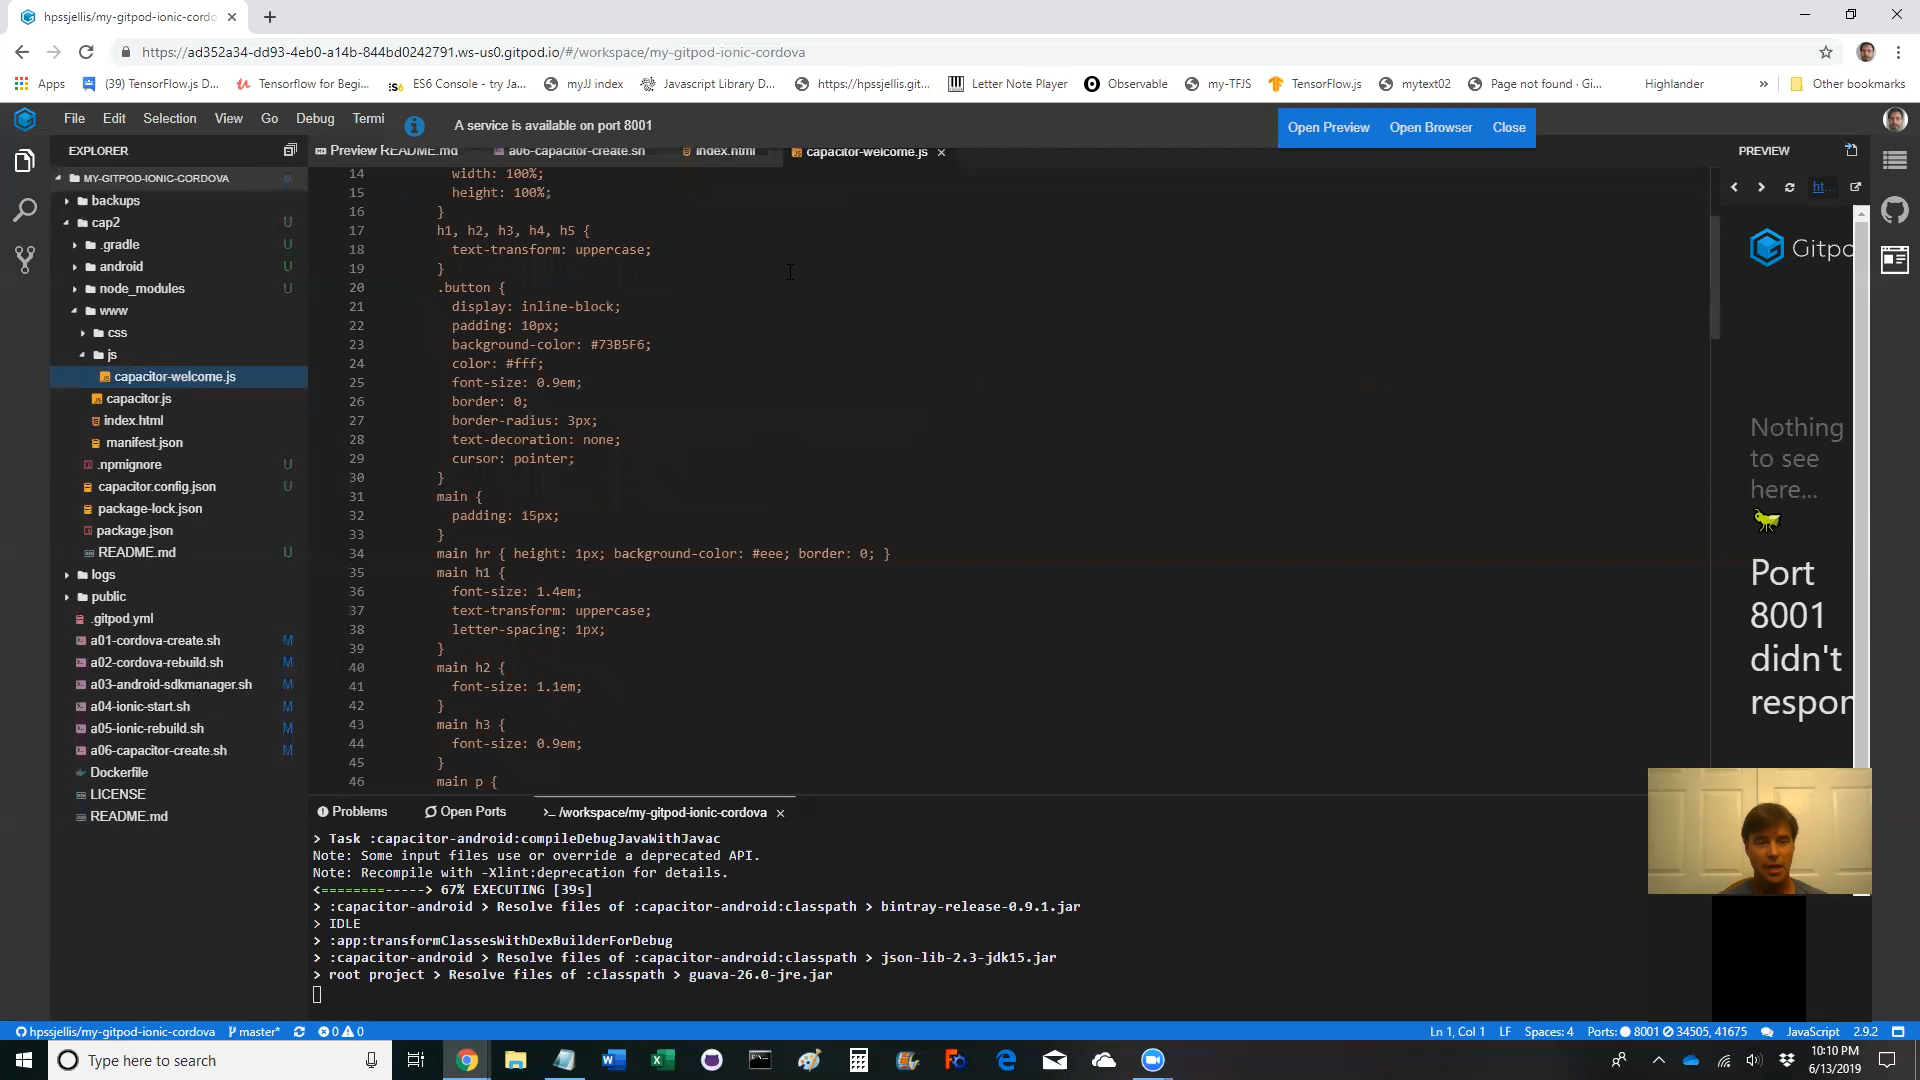 hpssjellis/my-gitpod-ionic-cordo
https://ad352a34-dd93-4eb0-a14b-844bd0242791.ws-us0.gitpod.io/#/workspace/my-gitpod-ionic-cordova
Apps (39) TensorFlow.js D... Tensorflow for Begi... ES6 Console - try Ja... myJJ index Javascript Library D... https://hpssjellis.git... Letter Note Player Observable my-TFJS TensorFlow.js mytext02 Page not found · Gi... Highlander » Other bookmarks
File Edit Selection View Go Debug Termi
A service is available on port 8001
Open Preview Open Browser Close
EXPLORER
Preview README.md a06-capacitor-create.sh index.html capacitor-welcome.js
PREVIEW
ht...
MY-GITPOD-IONIC-CORDOVA
backups
cap2 U
.gradle U
android U
node_modules U
www
css
js
capacitor-welcome.js
capacitor.js
index.html
manifest.json
.npmignore U
capacitor.config.json U
package-lock.json
package.json
README.md U
logs
public
.gitpod.yml
a01-cordova-create.sh M
a02-cordova-rebuild.sh M
a03-android-sdkmanager.sh M
a04-ionic-start.sh M
a05-ionic-rebuild.sh M
a06-capacitor-create.sh M
Dockerfile
LICENSE
README.md
14 width: 100%;
15 height: 100%;
16 }
17 h1, h2, h3, h4, h5 {
18 text-transform: uppercase;
19 }
20 .button {
21 display: inline-block;
22 padding: 10px;
23 background-color: #73B5F6;
24 color: #fff;
25 font-size: 0.9em;
26 border: 0;
27 border-radius: 3px;
28 text-decoration: none;
29 cursor: pointer;
30 }
31 main {
32 padding: 15px;
33 }
34 main hr { height: 1px; background-color: #eee; border: 0; }
35 main h1 {
36 font-size: 1.4em;
37 text-transform: uppercase;
38 letter-spacing: 1px;
39 }
40 main h2 {
41 font-size: 1.1em;
42 }
43 main h3 {
44 font-size: 0.9em;
45 }
46 main p {
Gitpo
Nothing
to see
here...
Port
8001
didn't
respon
Problems Open Ports >_ /workspace/my-gitpod-ionic-cordova
> Task :capacitor-android:compileDebugJavaWithJavac
Note: Some input files use or override a deprecated API.
Note: Recompile with -Xlint:deprecation for details.
<========-----> 67% EXECUTING [39s]
> :capacitor-android > Resolve files of :capacitor-android:classpath > bintray-release-0.9.1.jar
> IDLE
> :app:transformClassesWithDexBuilderForDebug
> :capacitor-android > Resolve files of :capacitor-android:classpath > json-lib-2.3-jdk15.jar
> root project > Resolve files of :classpath > guava-26.0-jre.jar
hpssjellis/my-gitpod-ionic-cordova master* 0 0 Ln 1, Col 1 LF Spaces: 4 Ports: 8001 34505, 41675 JavaScript 2.9.2
Type here to search
10:10 PM
6/13/2019